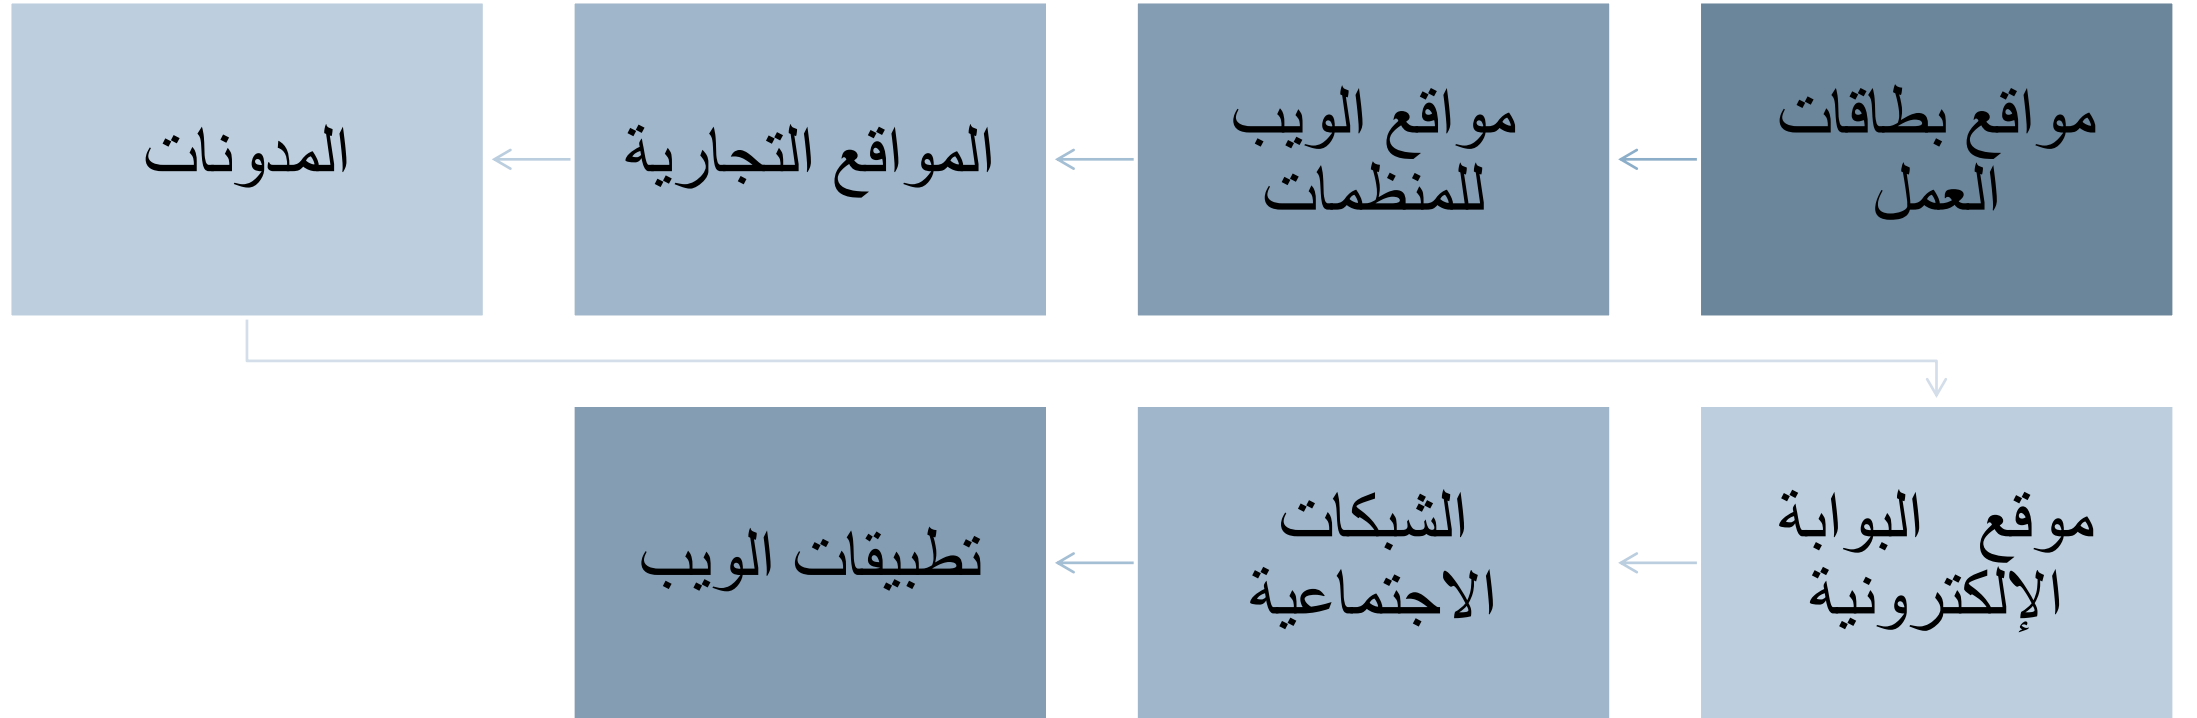 مواقع بطاقات
العمل
مواقع الويب
للمنظمات
المواقع التجارية
المدونات
موقع البوابة
الإلكترونية
الشبكات
الاجتماعية
تطبيقات الويب